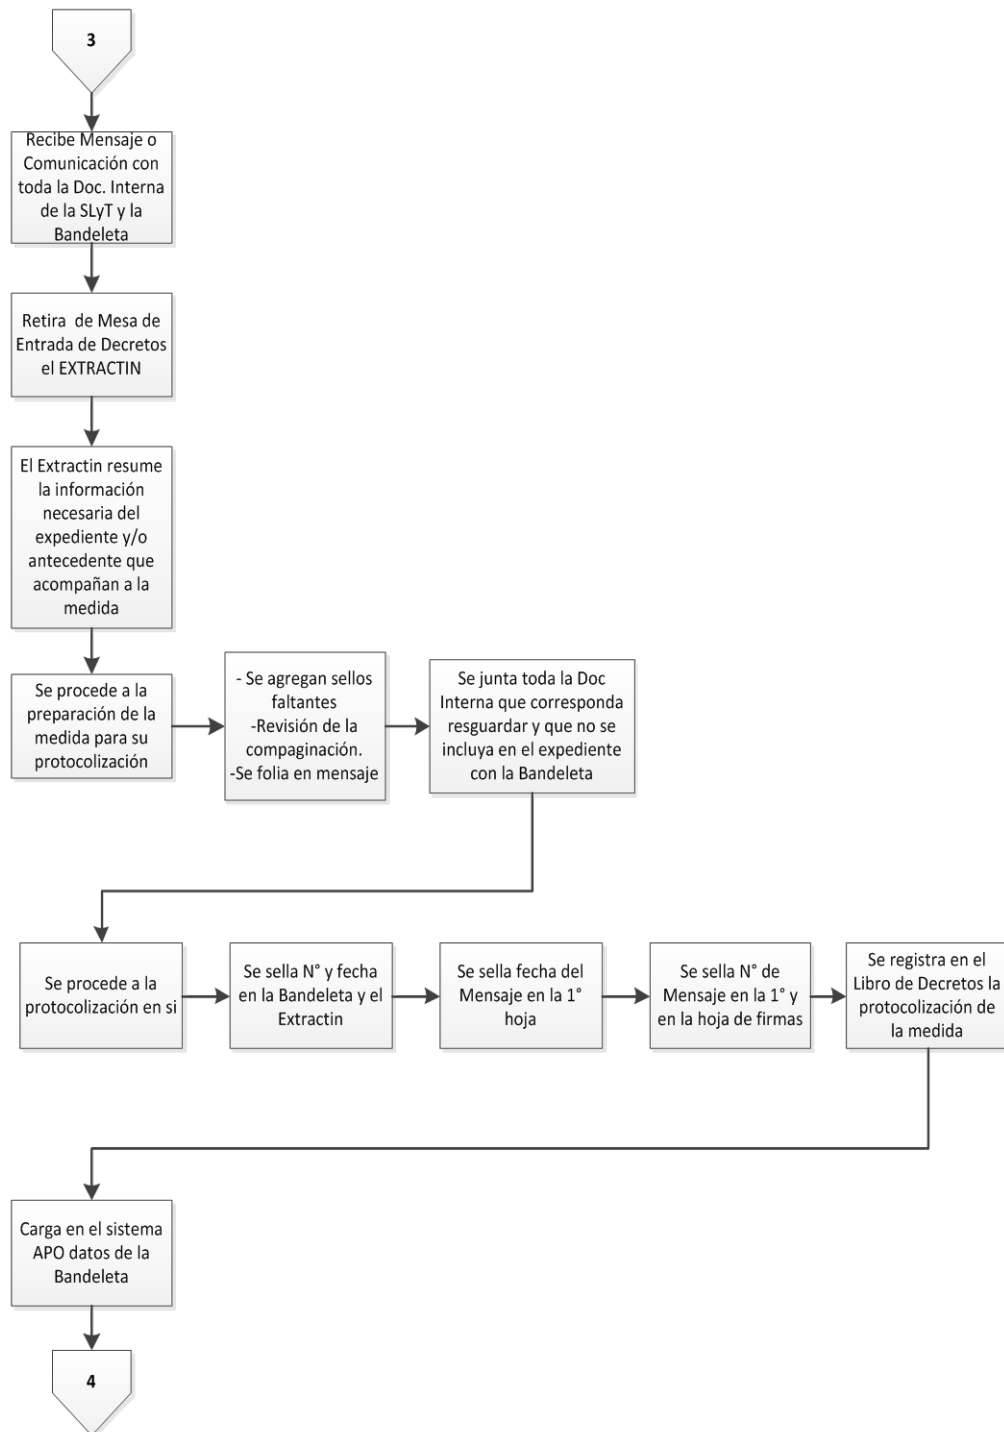 3
Recibe Mensaje o
Comunicación con
toda la Doc. Interna
de la SLyT y la
Bandeleta
Retira de Mesa de
Entrada de Decretos
el EXTRACTIN
El Extractin resume
la información
necesaria del
expediente y/o
antecedente que
acompañan a la
medida
Se procede a la
preparación de la
medida para su
protocolización
- Se agregan sellos
faltantes
-Revisión de la
compaginación.
-Se folia en mensaje
Se junta toda la Doc
Interna que corresponda
resguardar y que no se
incluya en el expediente
con la Bandeleta
Se procede a la
protocolización en si
Se sella N° y fecha
en la Bandeleta y el
Extractin
Se sella fecha del
Mensaje en la 1°
hoja
Se sella N° de
Mensaje en la 1° y
en la hoja de firmas
Se registra en el
Libro de Decretos la
protocolización de
la medida
Carga en el sistema
APO datos de la
Bandeleta
4